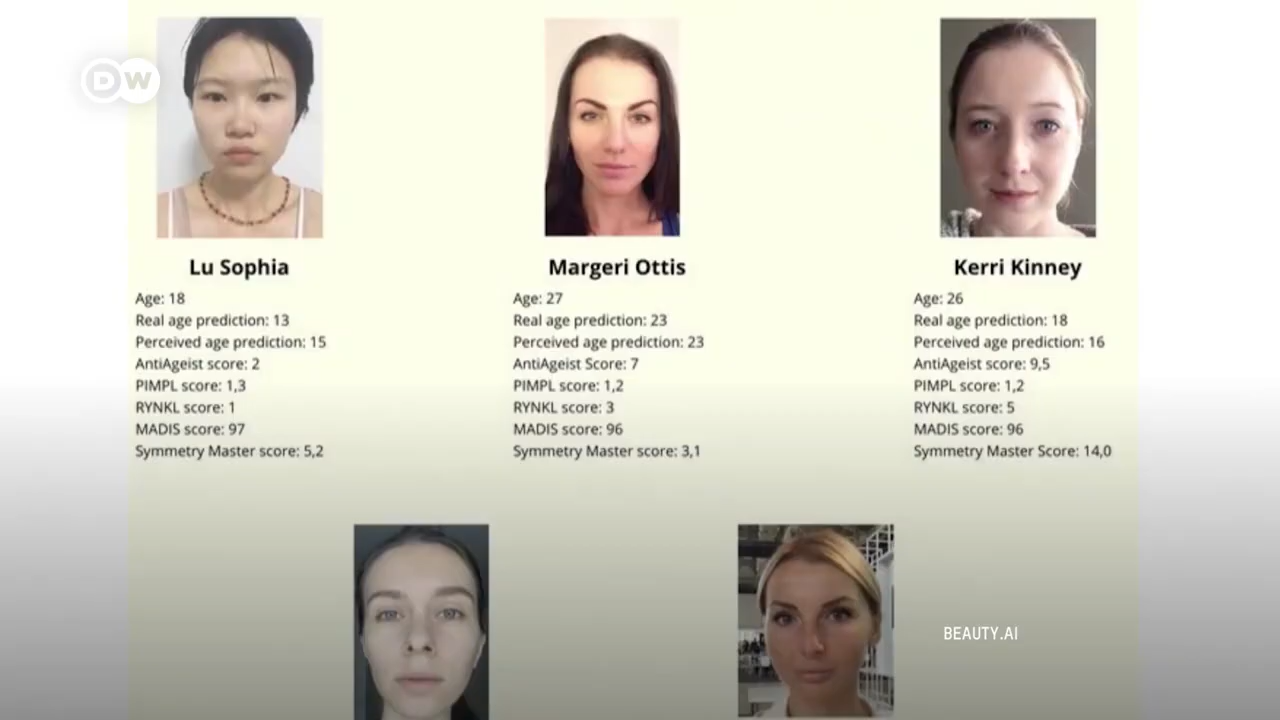 DW
Lu Sophia
Age: 18
Real age prediction: 13
Perceived age prediction: 15
AntiAgeist score: 2
PIMPL score: 1,3
RYNKL score: 1
MADIS score: 97
Symmetry Master score: 5,2
Margeri Ottis
Age: 27
Real age prediction: 23
Perceived age prediction: 23
AntiAgeist Score: 7
PIMPL score: 1,2
RYNKL score: 3
MADIS score: 96
Symmetry Master score: 3,1
Kerri Kinney
Age: 26
Real age prediction: 18
Perceived age prediction: 16
AntiAgeist score: 9,5
PIMPL score: 1,2
RYNKL score: 5
MADIS score: 96
Symmetry Master Score: 14,0
BEAUTY.AI